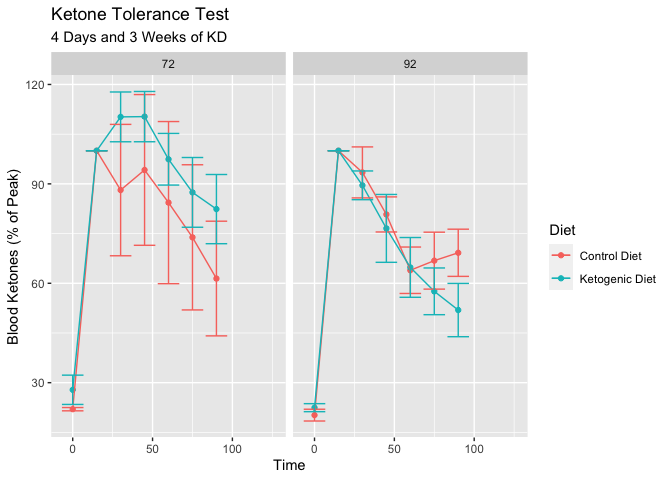 Ketone Tolerance Test
4 Days and 3 Weeks of KD
72
92
120
90
60
30
Blood Ketones (% of Peak)
0
50
100
0
50
100
Time
Diet
Control Diet
Ketogenic Diet